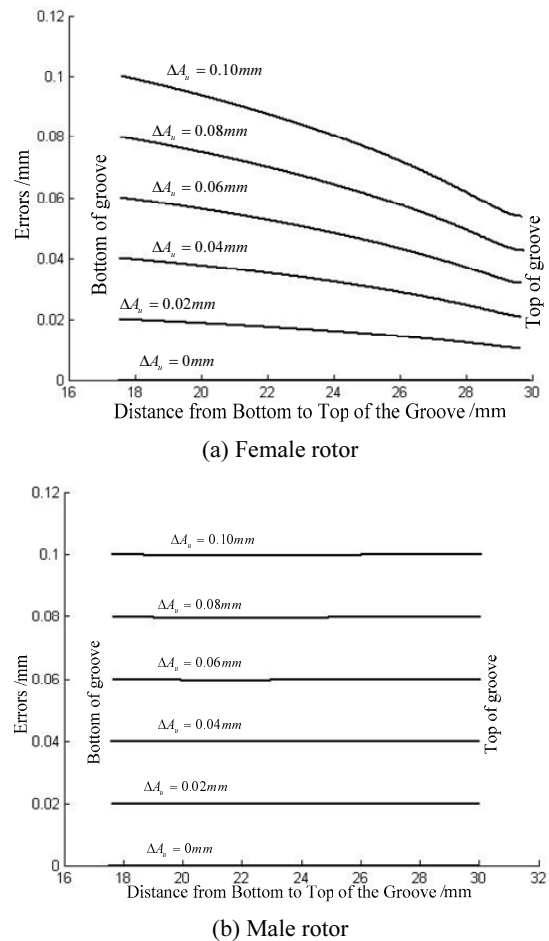 0.12
ΔA_u = 0.10mm
0.1
ΔA_u = 0.08mm
0.08
ΔA_u = 0.06mm
0.06
ΔA_u = 0.04mm
0.04
ΔA_u = 0.02mm
0.02
ΔA_u = 0mm
0
Errors /mm
Bottom of groove
Top of groove
16 18 20 22 24 26 28 30
Distance from Bottom to Top of the Groove /mm
(a) Female rotor
0.12
ΔA_u = 0.10mm
0.1
ΔA_u = 0.08mm
0.08
ΔA_u = 0.06mm
0.06
ΔA_u = 0.04mm
0.04
ΔA_u = 0.02mm
0.02
ΔA_u = 0mm
0
Errors /mm
Bottom of groove
Top of groove
16 18 20 22 24 26 28 30 32
Distance from Bottom to Top of the Groove /mm
(b) Male rotor